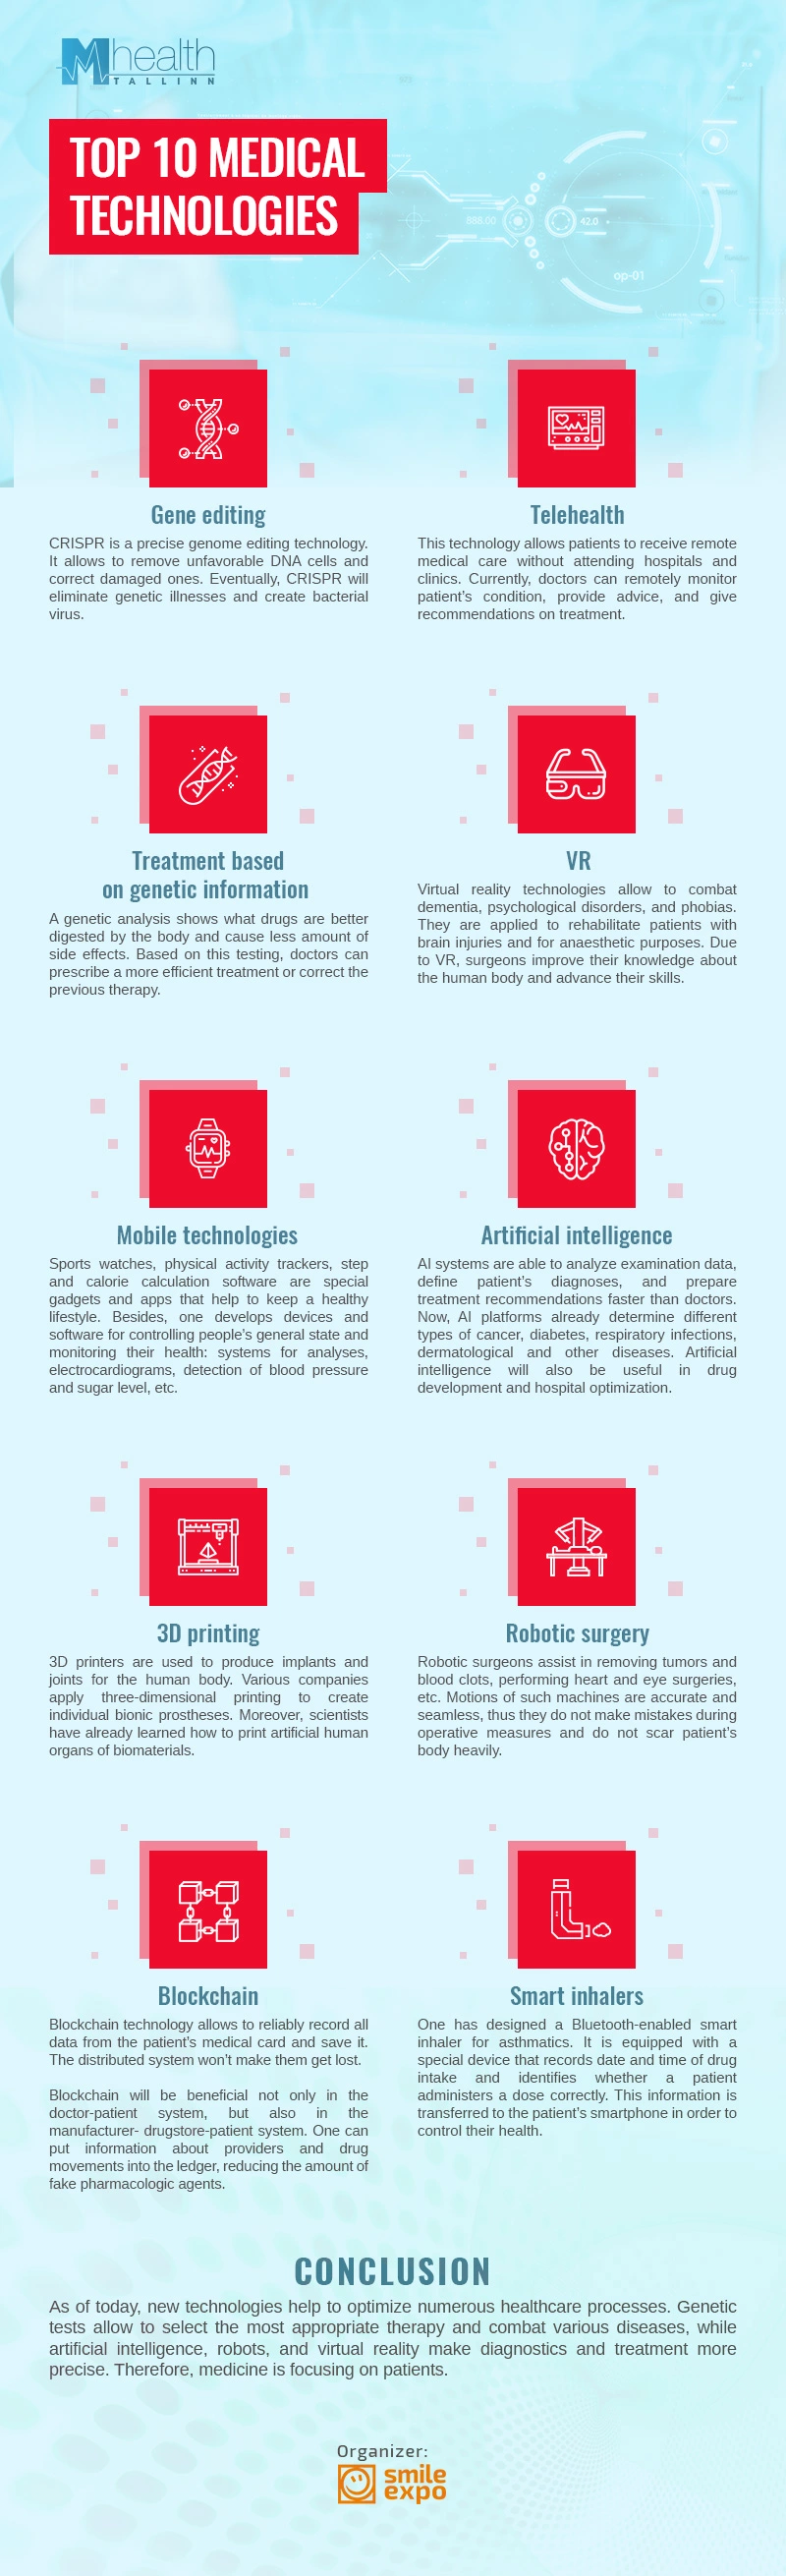 Mhealth
TALLINN
TOP 10 MEDICAL
TECHNOLOGIES
888.00
42.0
op-01
Gene editing
CRISPR is a precise genome editing technology.
It allows to remove unfavorable DNA cells and
correct damaged ones. Eventually, CRISPR will
eliminate genetic illnesses and create bacterial
virus.
Telehealth
This technology allows patients to receive remote
medical care without attending hospitals and
clinics. Currently, doctors can remotely monitor
patient's condition, provide advice, and give
recommendations on treatment.
Treatment based
on genetic information
A genetic analysis shows what drugs are better
digested by the body and cause less amount of
side effects. Based on this testing, doctors can
prescribe a more efficient treatment or correct the
previous therapy.
VR
Virtual reality technologies allow to combat
dementia, psychological disorders, and phobias.
They are applied to rehabilitate patients with
brain injuries and for anaesthetic purposes. Due
to VR, surgeons improve their knowledge about
the human body and advance their skills.
Mobile technologies
Sports watches, physical activity trackers, step
and calorie calculation software are special
gadgets and apps that help to keep a healthy
lifestyle. Besides, one develops devices and
software for controlling people's general state and
monitoring their health: systems for analyses,
electrocardiograms, detection of blood pressure
and sugar level, etc.
Artificial intelligence
AI systems are able to analyze examination data,
define patient's diagnoses, and prepare
treatment recommendations faster than doctors.
Now, AI platforms already determine different
types of cancer, diabetes, respiratory infections,
dermatological and other diseases. Artificial
intelligence will also be useful in drug
development and hospital optimization.
3D printing
3D printers are used to produce implants and
joints for the human body. Various companies
apply three-dimensional printing to create
individual bionic prostheses. Moreover, scientists
have already learned how to print artificial human
organs of biomaterials.
Robotic surgery
Robotic surgeons assist in removing tumors and
blood clots, performing heart and eye surgeries,
etc. Motions of such machines are accurate and
seamless, thus they do not make mistakes during
operative measures and do not scar patient's
body heavily.
Blockchain
Blockchain technology allows to reliably record all
data from the patient's medical card and save it.
The distributed system won't make them get lost.
Blockchain will be beneficial not only in the
doctor-patient system, but also in the
manufacturer- drugstore-patient system. One can
put information about providers and drug
movements into the ledger, reducing the amount of
fake pharmacologic agents.
Smart inhalers
One has designed a Bluetooth-enabled smart
inhaler for asthmatics. It is equipped with a
special device that records date and time of drug
intake and identifies whether a patient
administers a dose correctly. This information is
transferred to the patient's smartphone in order to
control their health.
CONCLUSION
As of today, new technologies help to optimize numerous healthcare processes. Genetic
tests allow to select the most appropriate therapy and combat various diseases, while
artificial intelligence, robots, and virtual reality make diagnostics and treatment more
precise. Therefore, medicine is focusing on patients.
Organizer:
smile
expo